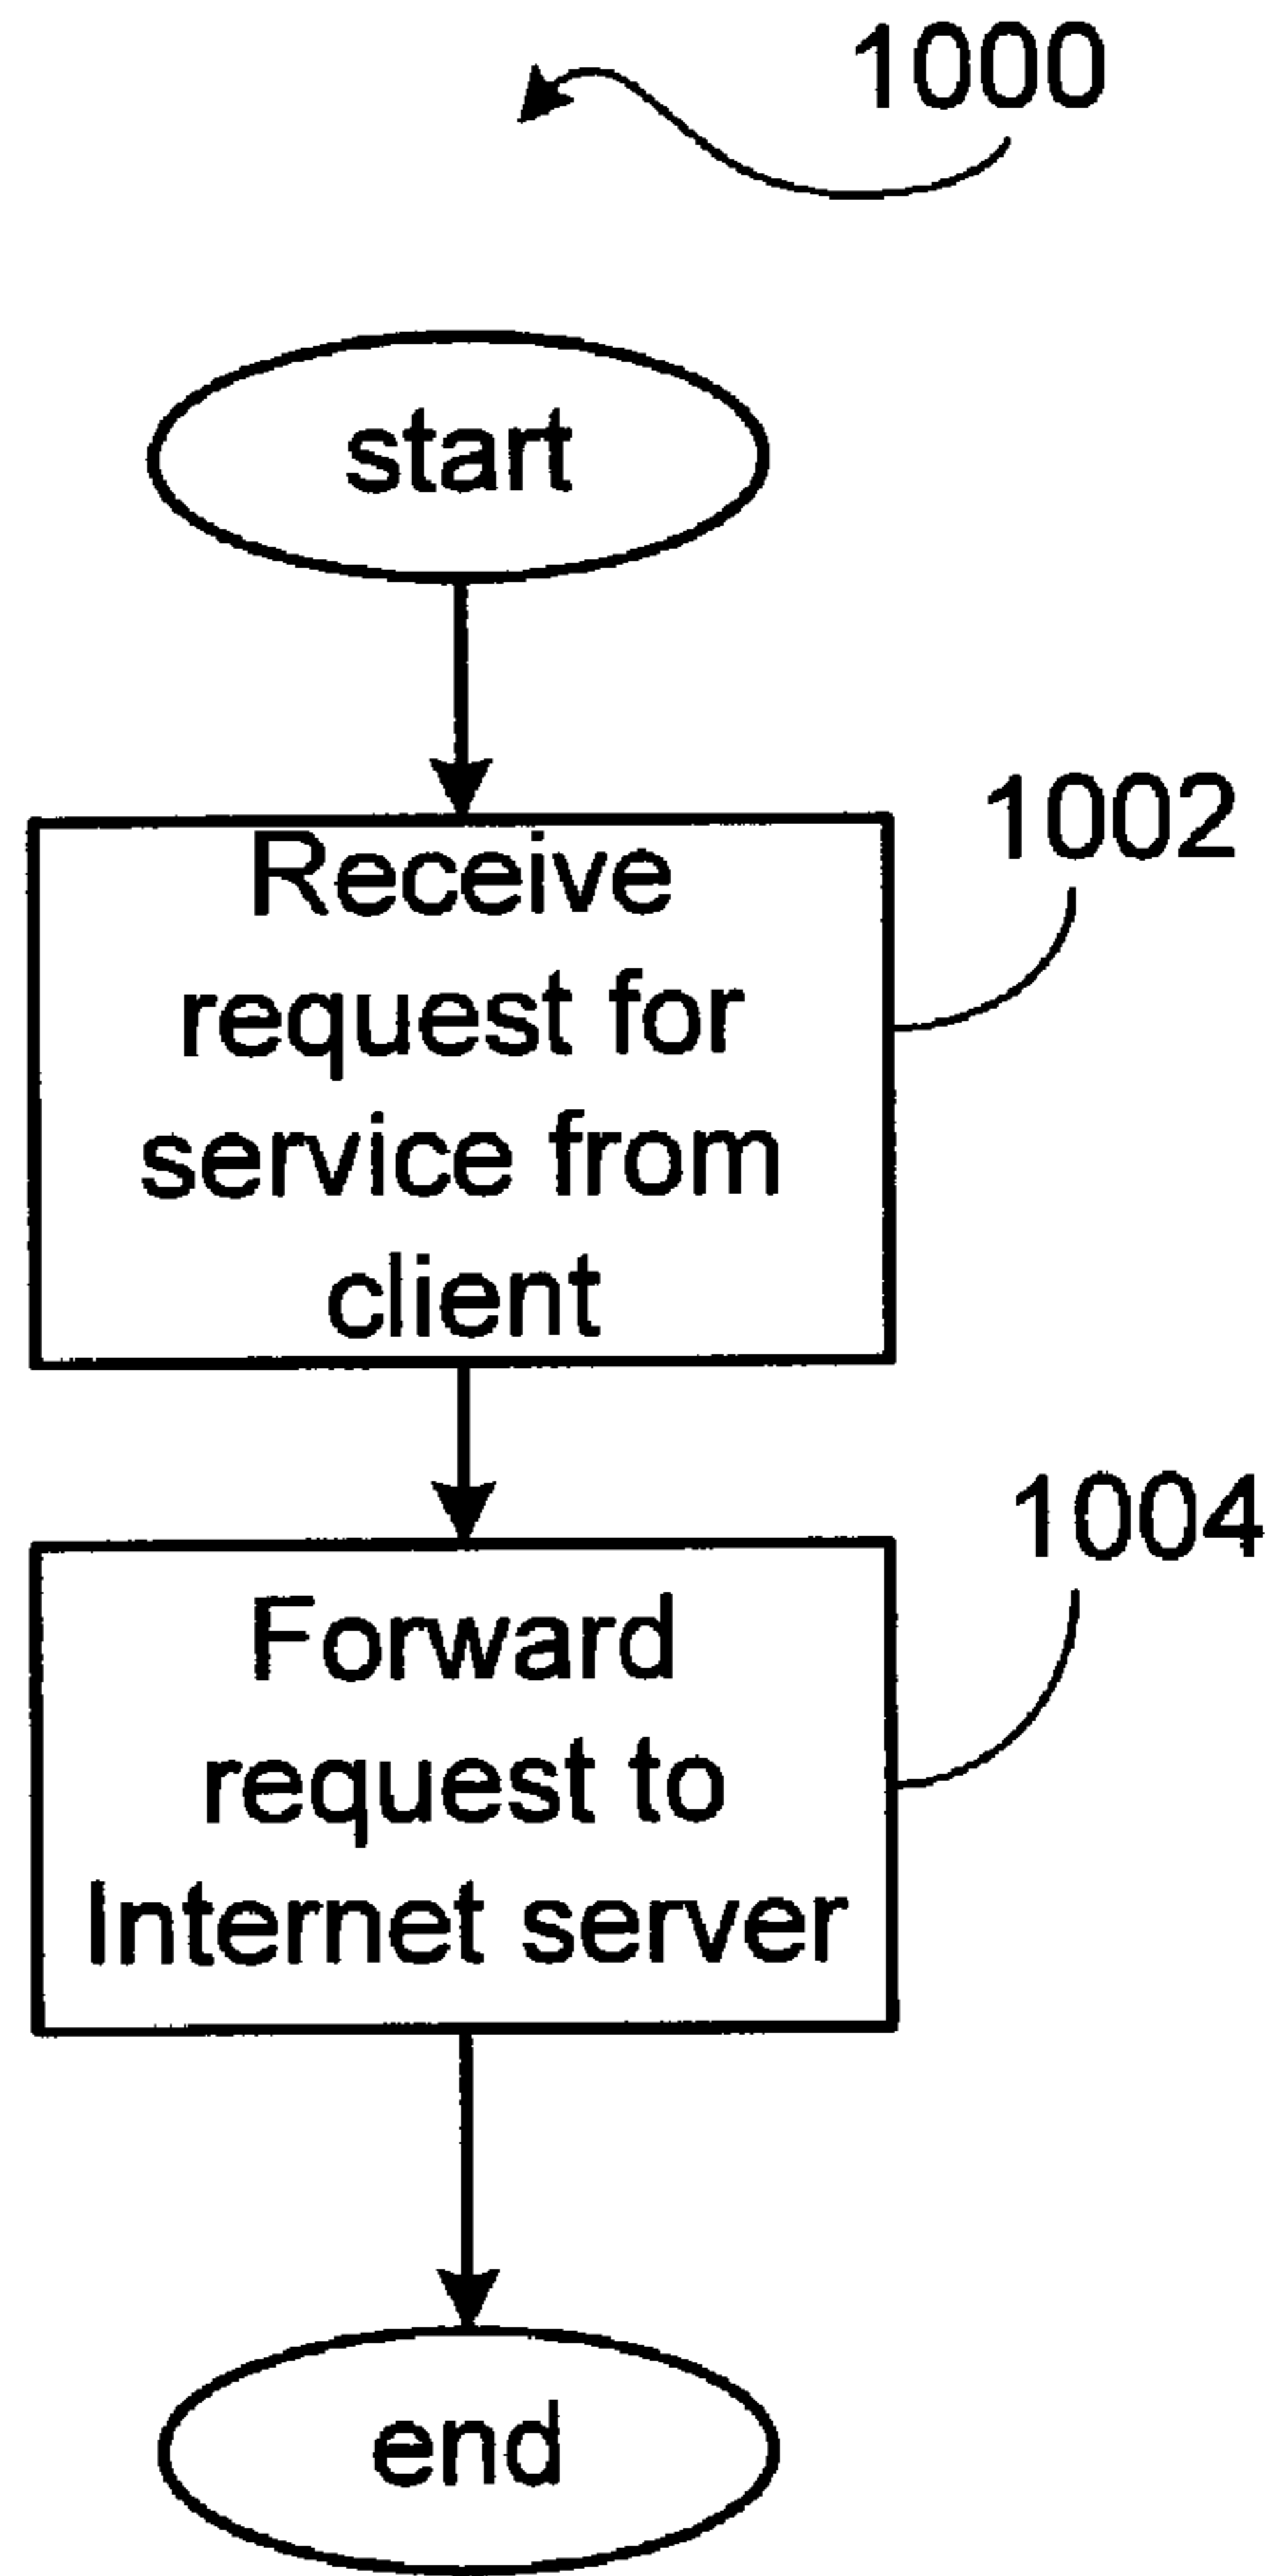 1000
start
1002
Receive
request for
service from
client
1004
Forward
request to
Internet server
end